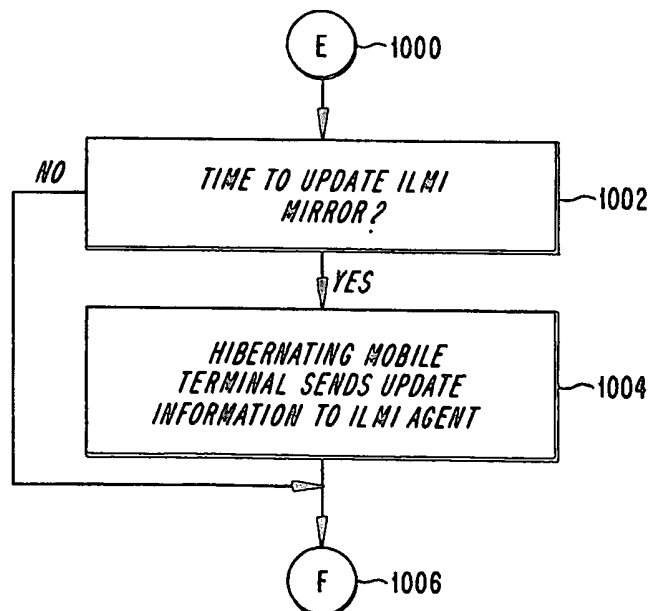 E
1000
NO
TIME TO UPDATE ILMI
MIRROR?
1002
YES
HIBERNATING MOBILE
TERMINAL SENDS UPDATE
INFORMATION TO ILMI AGENT
1004
F
1006